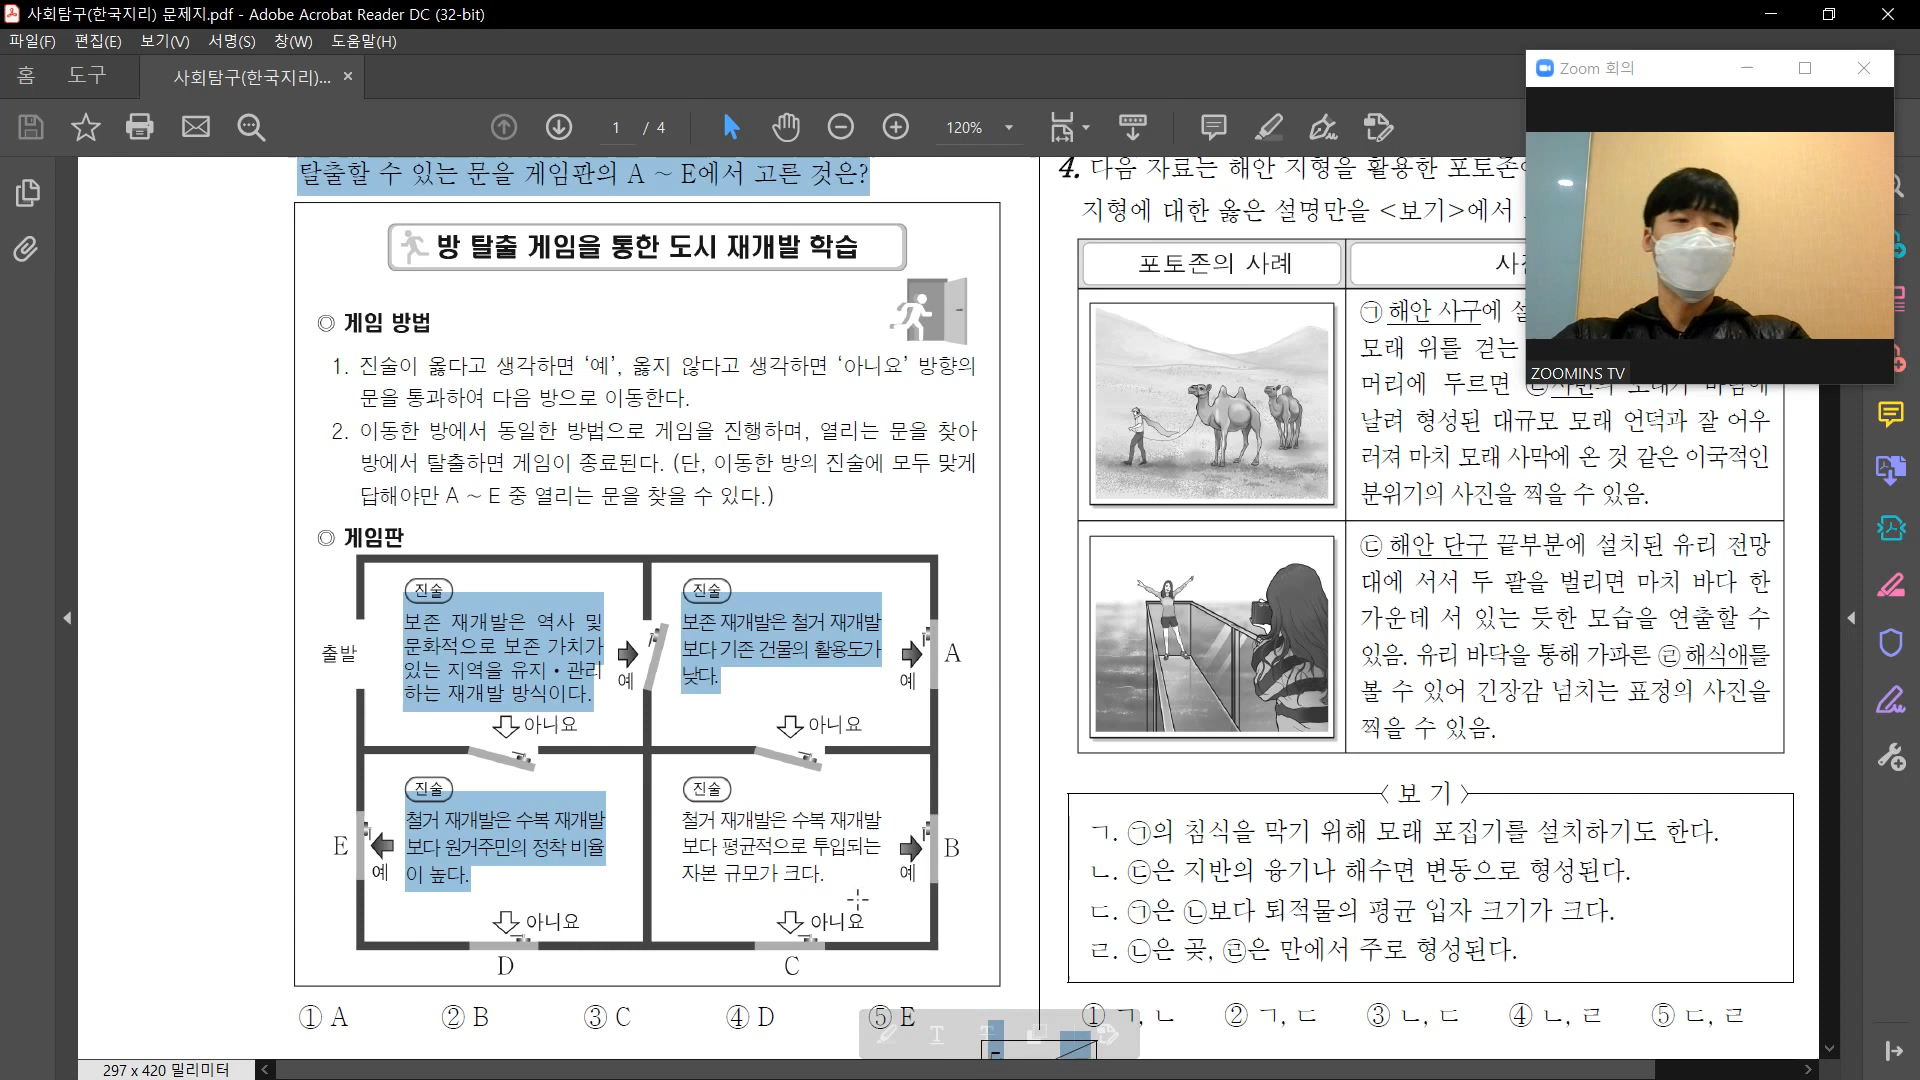 사회탐구(한국지리) 문제지.pdf - Adobe Acrobat Reader DC (32-bit)
파일(F) 편집(E) 보기(V) 서명(S) 창(W) 도움말(H)
홈 도구 사회탐구(한국지리)... ×
1 / 4 120%
탈출할 수 있는 문을 게임판의 A ~ E에서 고른 것은?
방 탈출 게임을 통한 도시 재개발 학습
◎ 게임 방법
1. 진술이 옳다고 생각하면 ‘예’, 옳지 않다고 생각하면 ‘아니요’ 방향의
문을 통과하여 다음 방으로 이동한다.
2. 이동한 방에서 동일한 방법으로 게임을 진행하며, 열리는 문을 찾아
방에서 탈출하면 게임이 종료된다. (단, 이동한 방의 진술에 모두 맞게
답해야만 A ~ E 중 열리는 문을 찾을 수 있다.)
◎ 게임판
출발
진술
보존 재개발은 역사 및
문화적으로 보존 가치가
있는 지역을 유지·관리
하는 재개발 방식이다.
예
아니요
진술
보존 재개발은 철거 재개발
보다 기존 건물의 활용도가
낮다.
예
A
아니요
진술
철거 재개발은 수복 재개발
보다 원거주민의 정착 비율
이 높다.
E
예
아니요
D
진술
철거 재개발은 수복 재개발
보다 평균적으로 투입되는
자본 규모가 크다.
예
B
아니요
C
① A ② B ③ C ④ D ⑤ E
4. 다음 자료는 해안 지형을 활용한
지형에 대한 옳은 설명만을 <보기>에서
포토존의 사례
㉠ 해안 사구에
모래 위를 걷는
머리에 두르면
날려 형성된 대규모 모래 언덕과 잘 어우
러져 마치 모래 사막에 온 것 같은 이국적인
분위기의 사진을 찍을 수 있음.
㉢ 해안 단구 끝부분에 설치된 유리 전망
대에 서서 두 팔을 벌리면 마치 바다 한
가운데 서 있는 듯한 모습을 연출할 수
있음. 유리 바닥을 통해 가파른 ㉣ 해식애를
볼 수 있어 긴장감 넘치는 표정의 사진을
찍을 수 있음.
< 보 기 >
ㄱ. ㉠의 침식을 막기 위해 모래 포집기를 설치하기도 한다.
ㄴ. ㉢은 지반의 융기나 해수면 변동으로 형성된다.
ㄷ. ㉠은 ㉡보다 퇴적물의 평균 입자 크기가 크다.
ㄹ. ㉡은 곶, ㉣은 만에서 주로 형성된다.
① ㄱ, ㄴ ② ㄱ, ㄷ ③ ㄴ, ㄷ ④ ㄴ, ㄹ ⑤ ㄷ, ㄹ
Zoom 회의
ZOOMINS TV
297 x 420 밀리미터